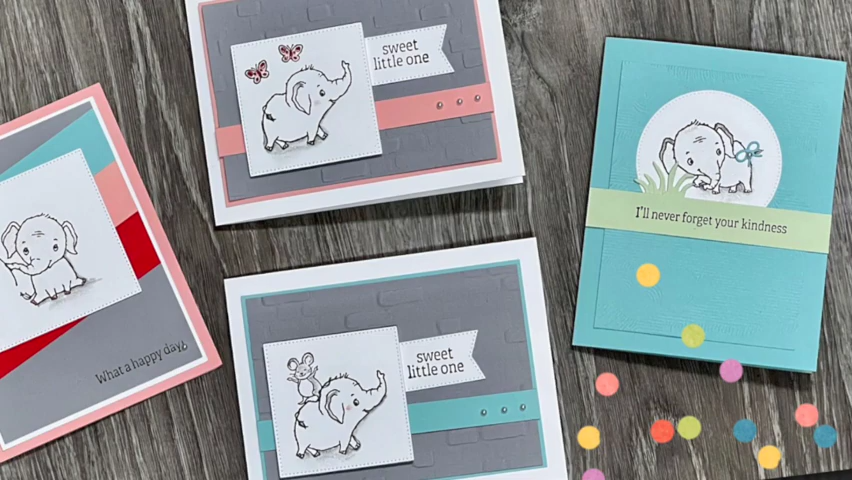 sweet
little one
I'll never forget your kindness
What a happy day!
sweet
little one